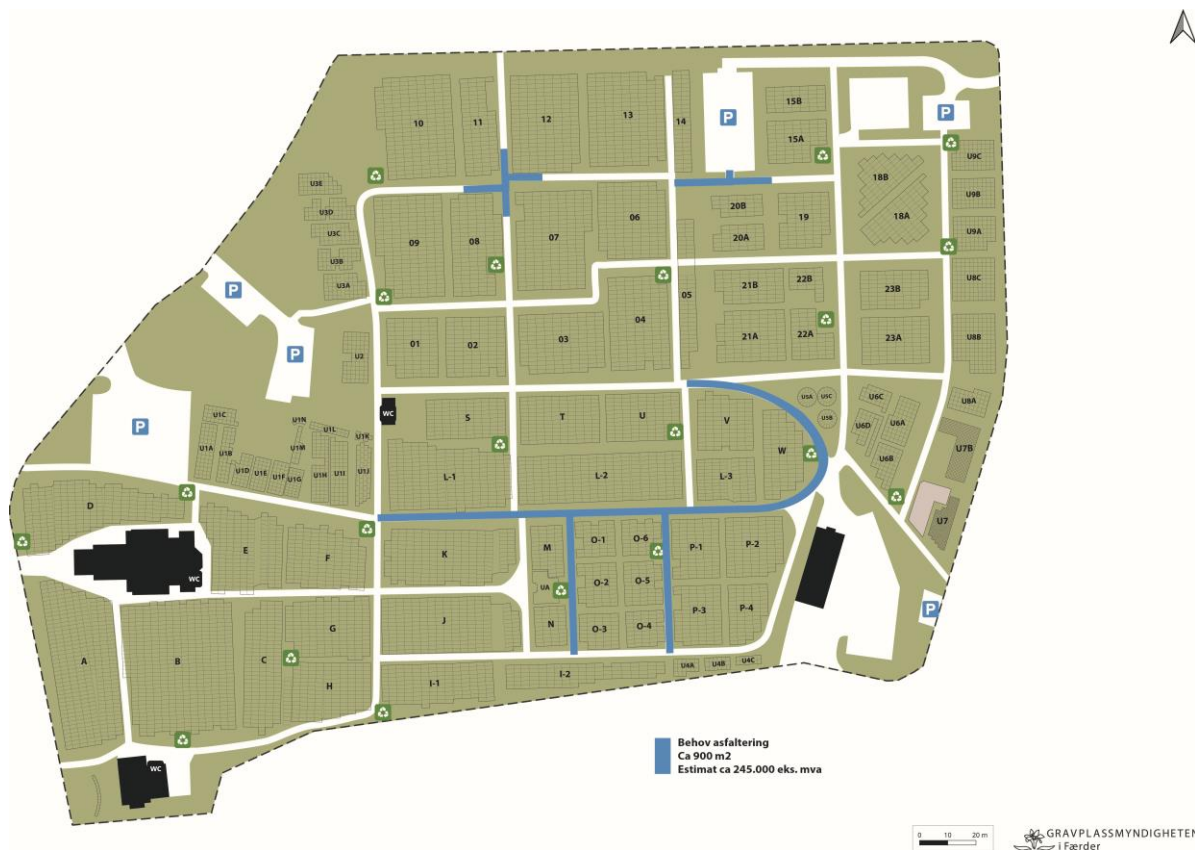 10
11
12
13
14
P
15B
15A
P
U9C
18B
18A
U9B
U9A
U3E
U3D
U3C
U3B
U3A
09
08
07
06
20B
20A
19
05
21B
22B
23B
U8C
P
01
02
03
04
21A
22A
23A
U8B
P
U2
WC
S
T
U
V
W
U5A
U5C
U5B
U6C
U6A
U6D
U6B
U8A
U7B
U7
P
U1C
U1A
U1B
U1D
U1E
U1F
U1G
U1N
U1M
U1L
U1H
U1I
U1J
U1K
L-1
L-2
L-3
D
E
F
K
M
UA
N
O-1
O-6
O-2
O-5
O-3
O-4
P-1
P-2
P-3
P-4
P
WC
A
B
C
G
H
J
I-1
I-2
U4A
U4B
U4C
WC
Behov asfaltering
Ca 900 m2
Estimat ca 245.000 eks. mva
0 10 20 m
GRAVPLASSMYNDIGHETEN
i Færder